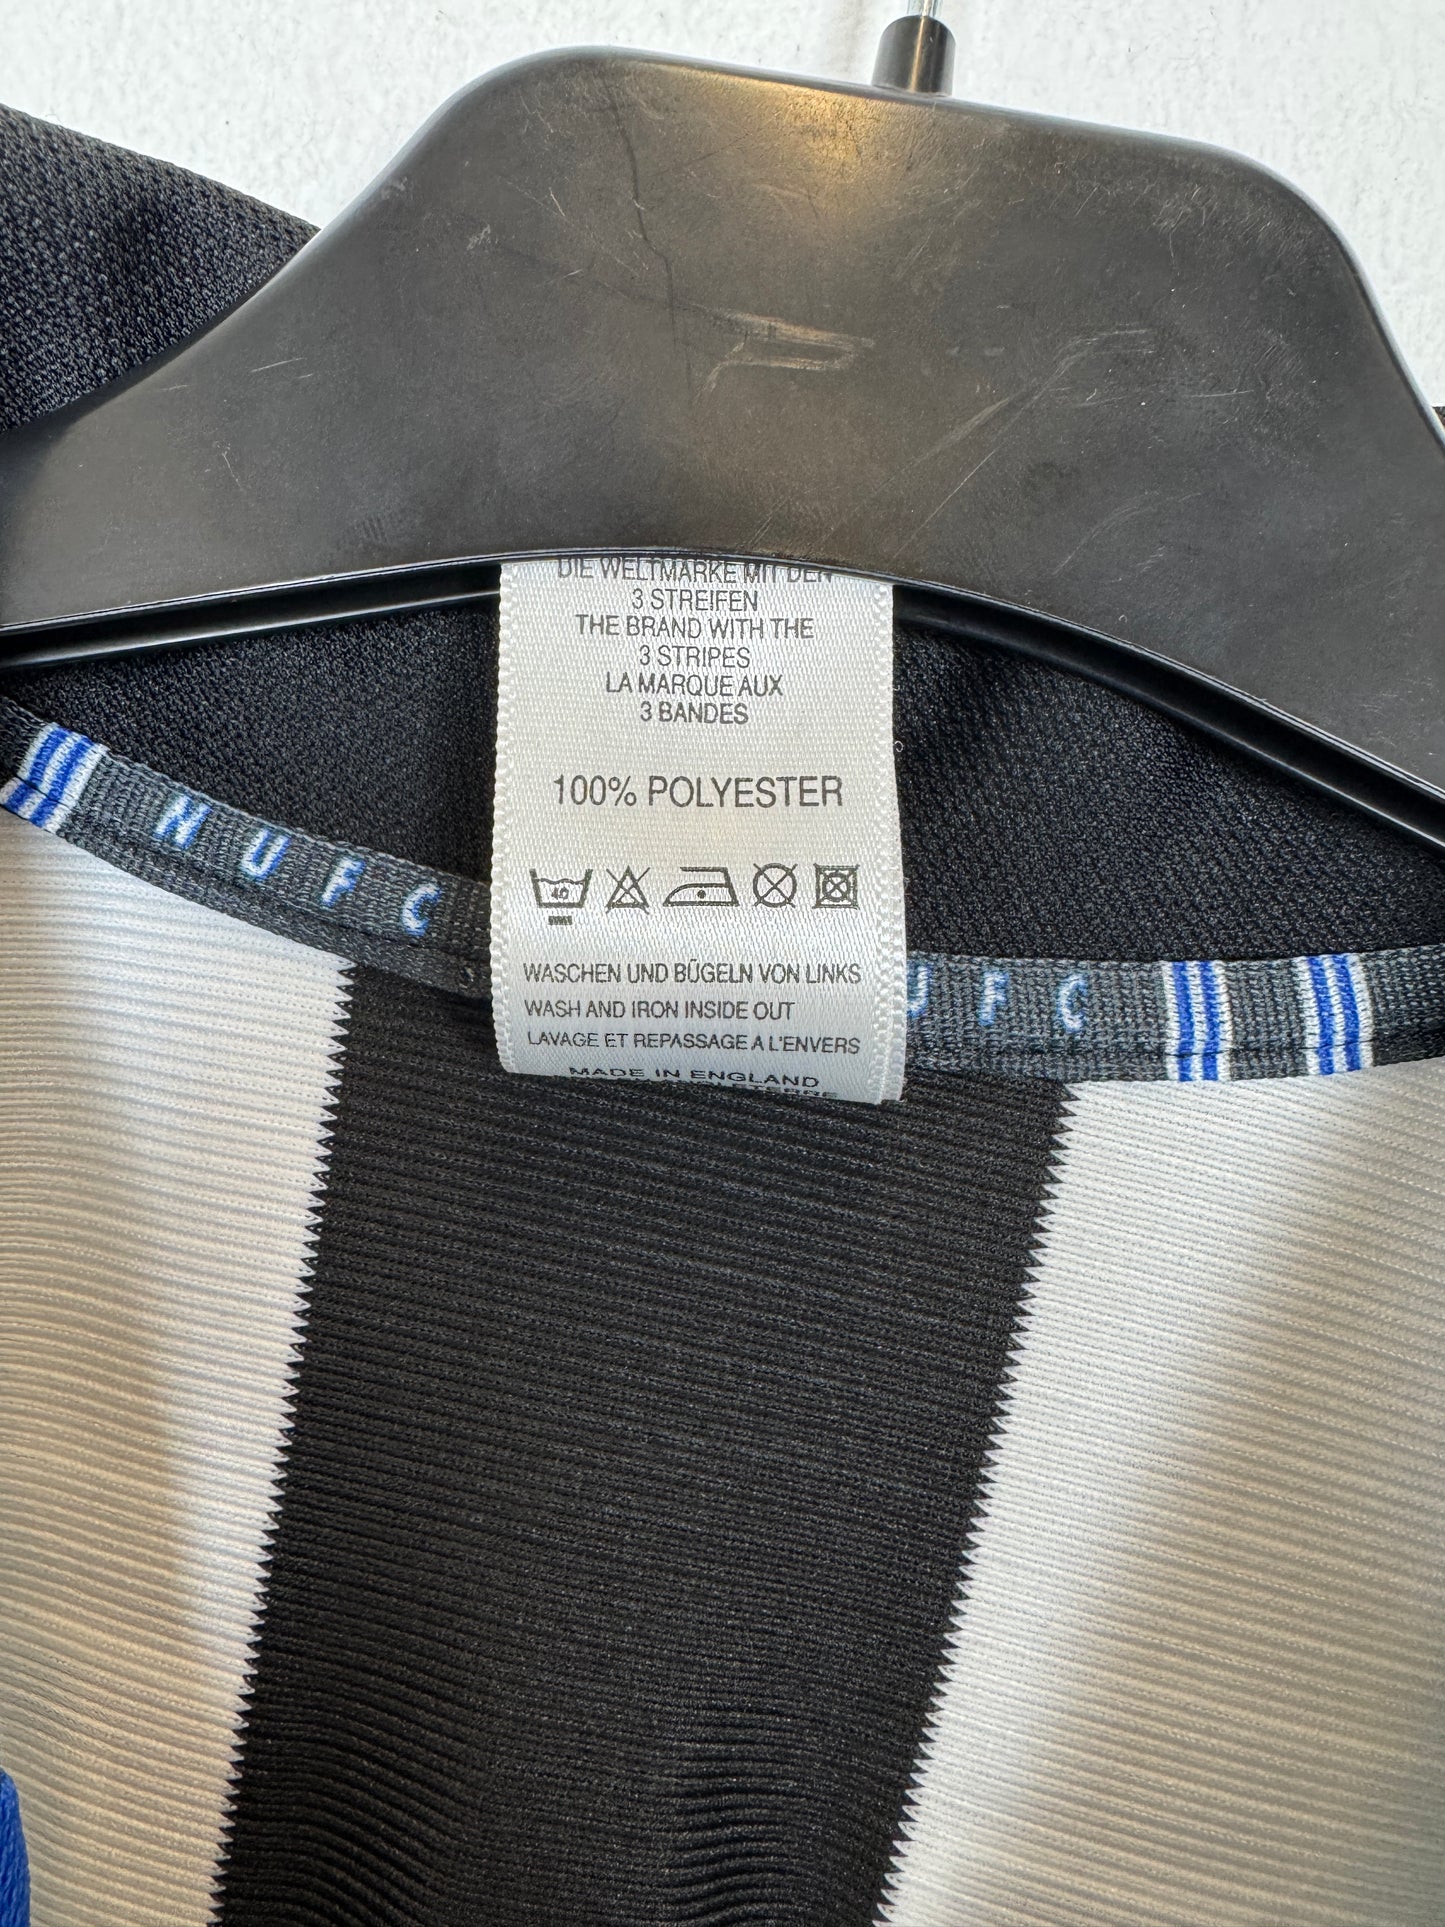 DIE WELTMARKE MIT DEN
3 STREIFEN
THE BRAND WITH THE
3 STRIPES
LA MARQUE AUX
3 BANDES
100% POLYESTER
40
WASCHEN UND BŪGELN VON LINKS
WASH AND IRON INSIDE OUT
LAVAGE ET REPASSAGE A L'ENVERS
MADE IN ENGLAND
NUFC
UFC